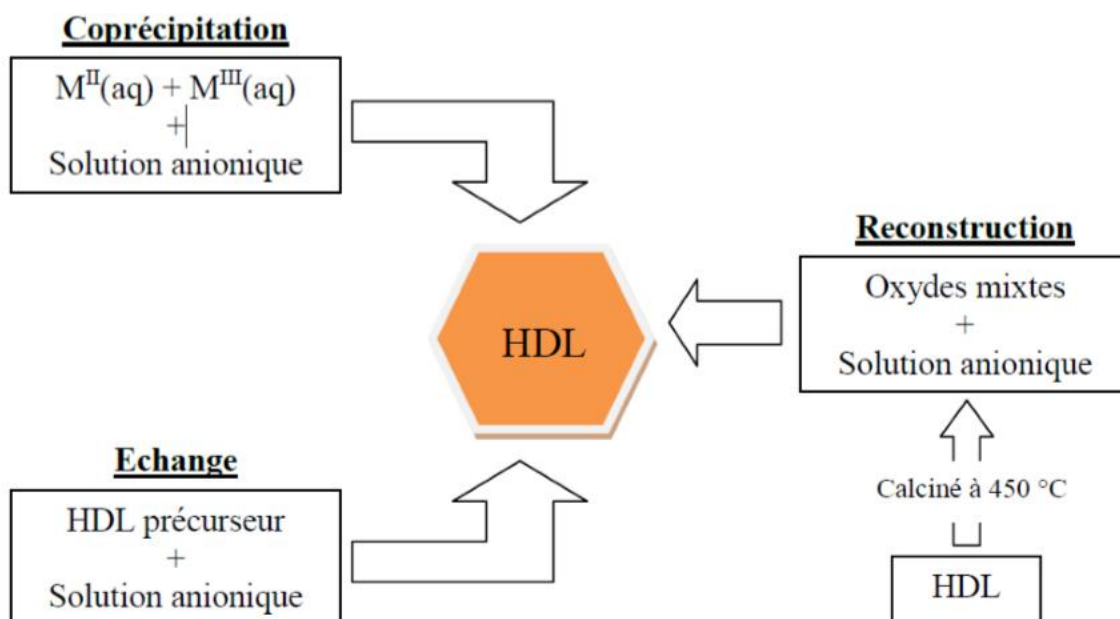 Coprécipitation
M^II(aq) + M^III(aq)
+
Solution anionique
HDL
Reconstruction
Oxydes mixtes
+
Solution anionique
Calciné à 450 °C
HDL
Echange
HDL précurseur
+
Solution anionique